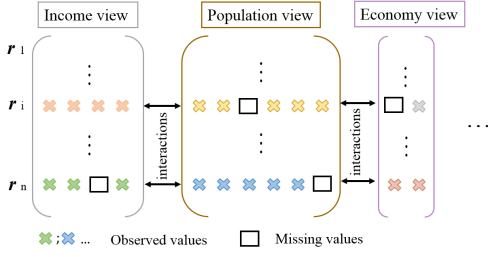 Income view
Population view
Economy view
r 1
r i
r n
interactions
interactions
...
; ... Observed values
Missing values